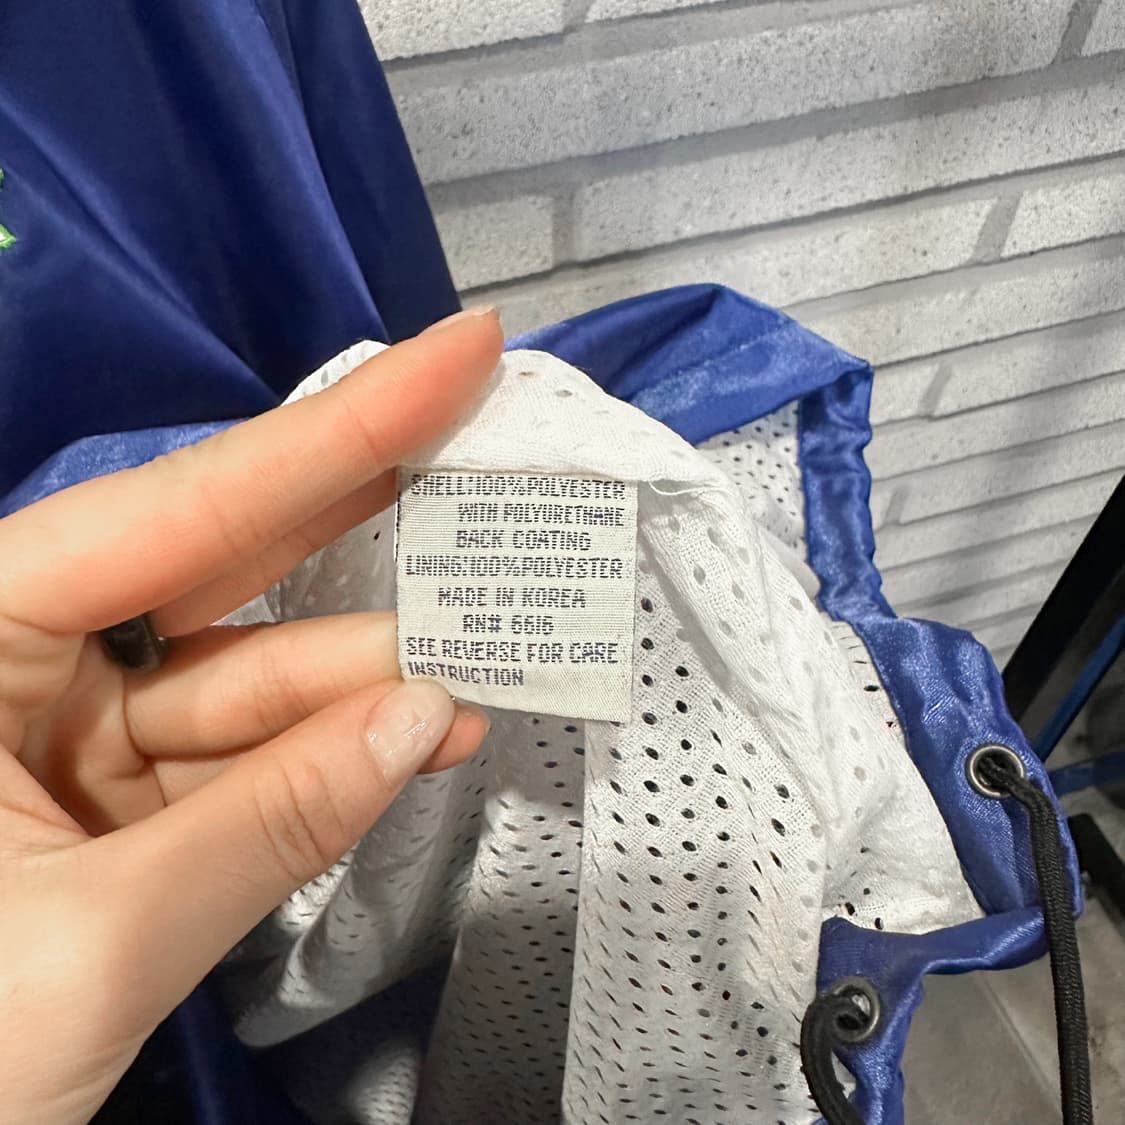 SHELL:100%POLYESTER
WITH POLYURETHANE
BACK COATING
LINING:100%POLYESTER
MADE IN KOREA
RN# 6616
SEE REVERSE FOR CARE
INSTRUCTION